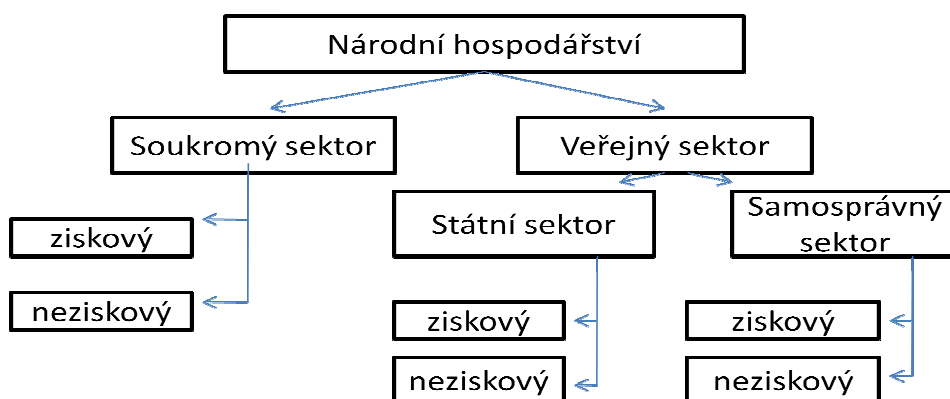 Národní hospodářství
Soukromý sektor
Veřejný sektor
ziskový
neziskový
Státní sektor
Samosprávný
sektor
ziskový
neziskový
ziskový
neziskový